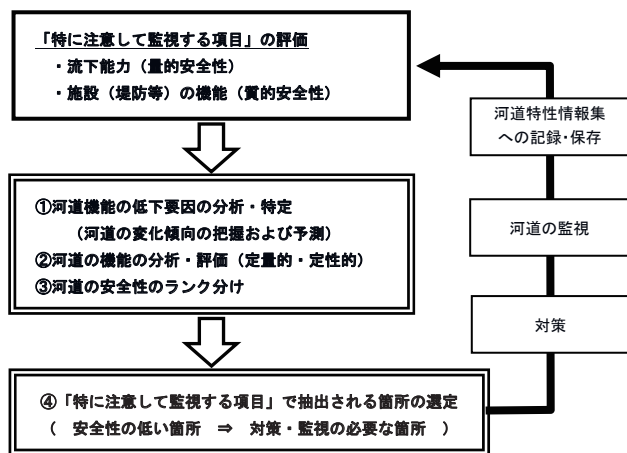 「特に注意して監視する項目」の評価
・流下能力（量的安全性）
・施設（堤防等）の機能（質的安全性）
①河道機能の低下要因の分析・特定
（河道の変化傾向の把握および予測）
②河道の機能の分析・評価（定量的・定性的）
③河道の安全性のランク分け
④「特に注意して監視する項目」で抽出される箇所の選定
（　安全性の低い箇所　⇒　対策・監視の必要な箇所　）
対策
河道の監視
河道特性情報集
への記録・保存